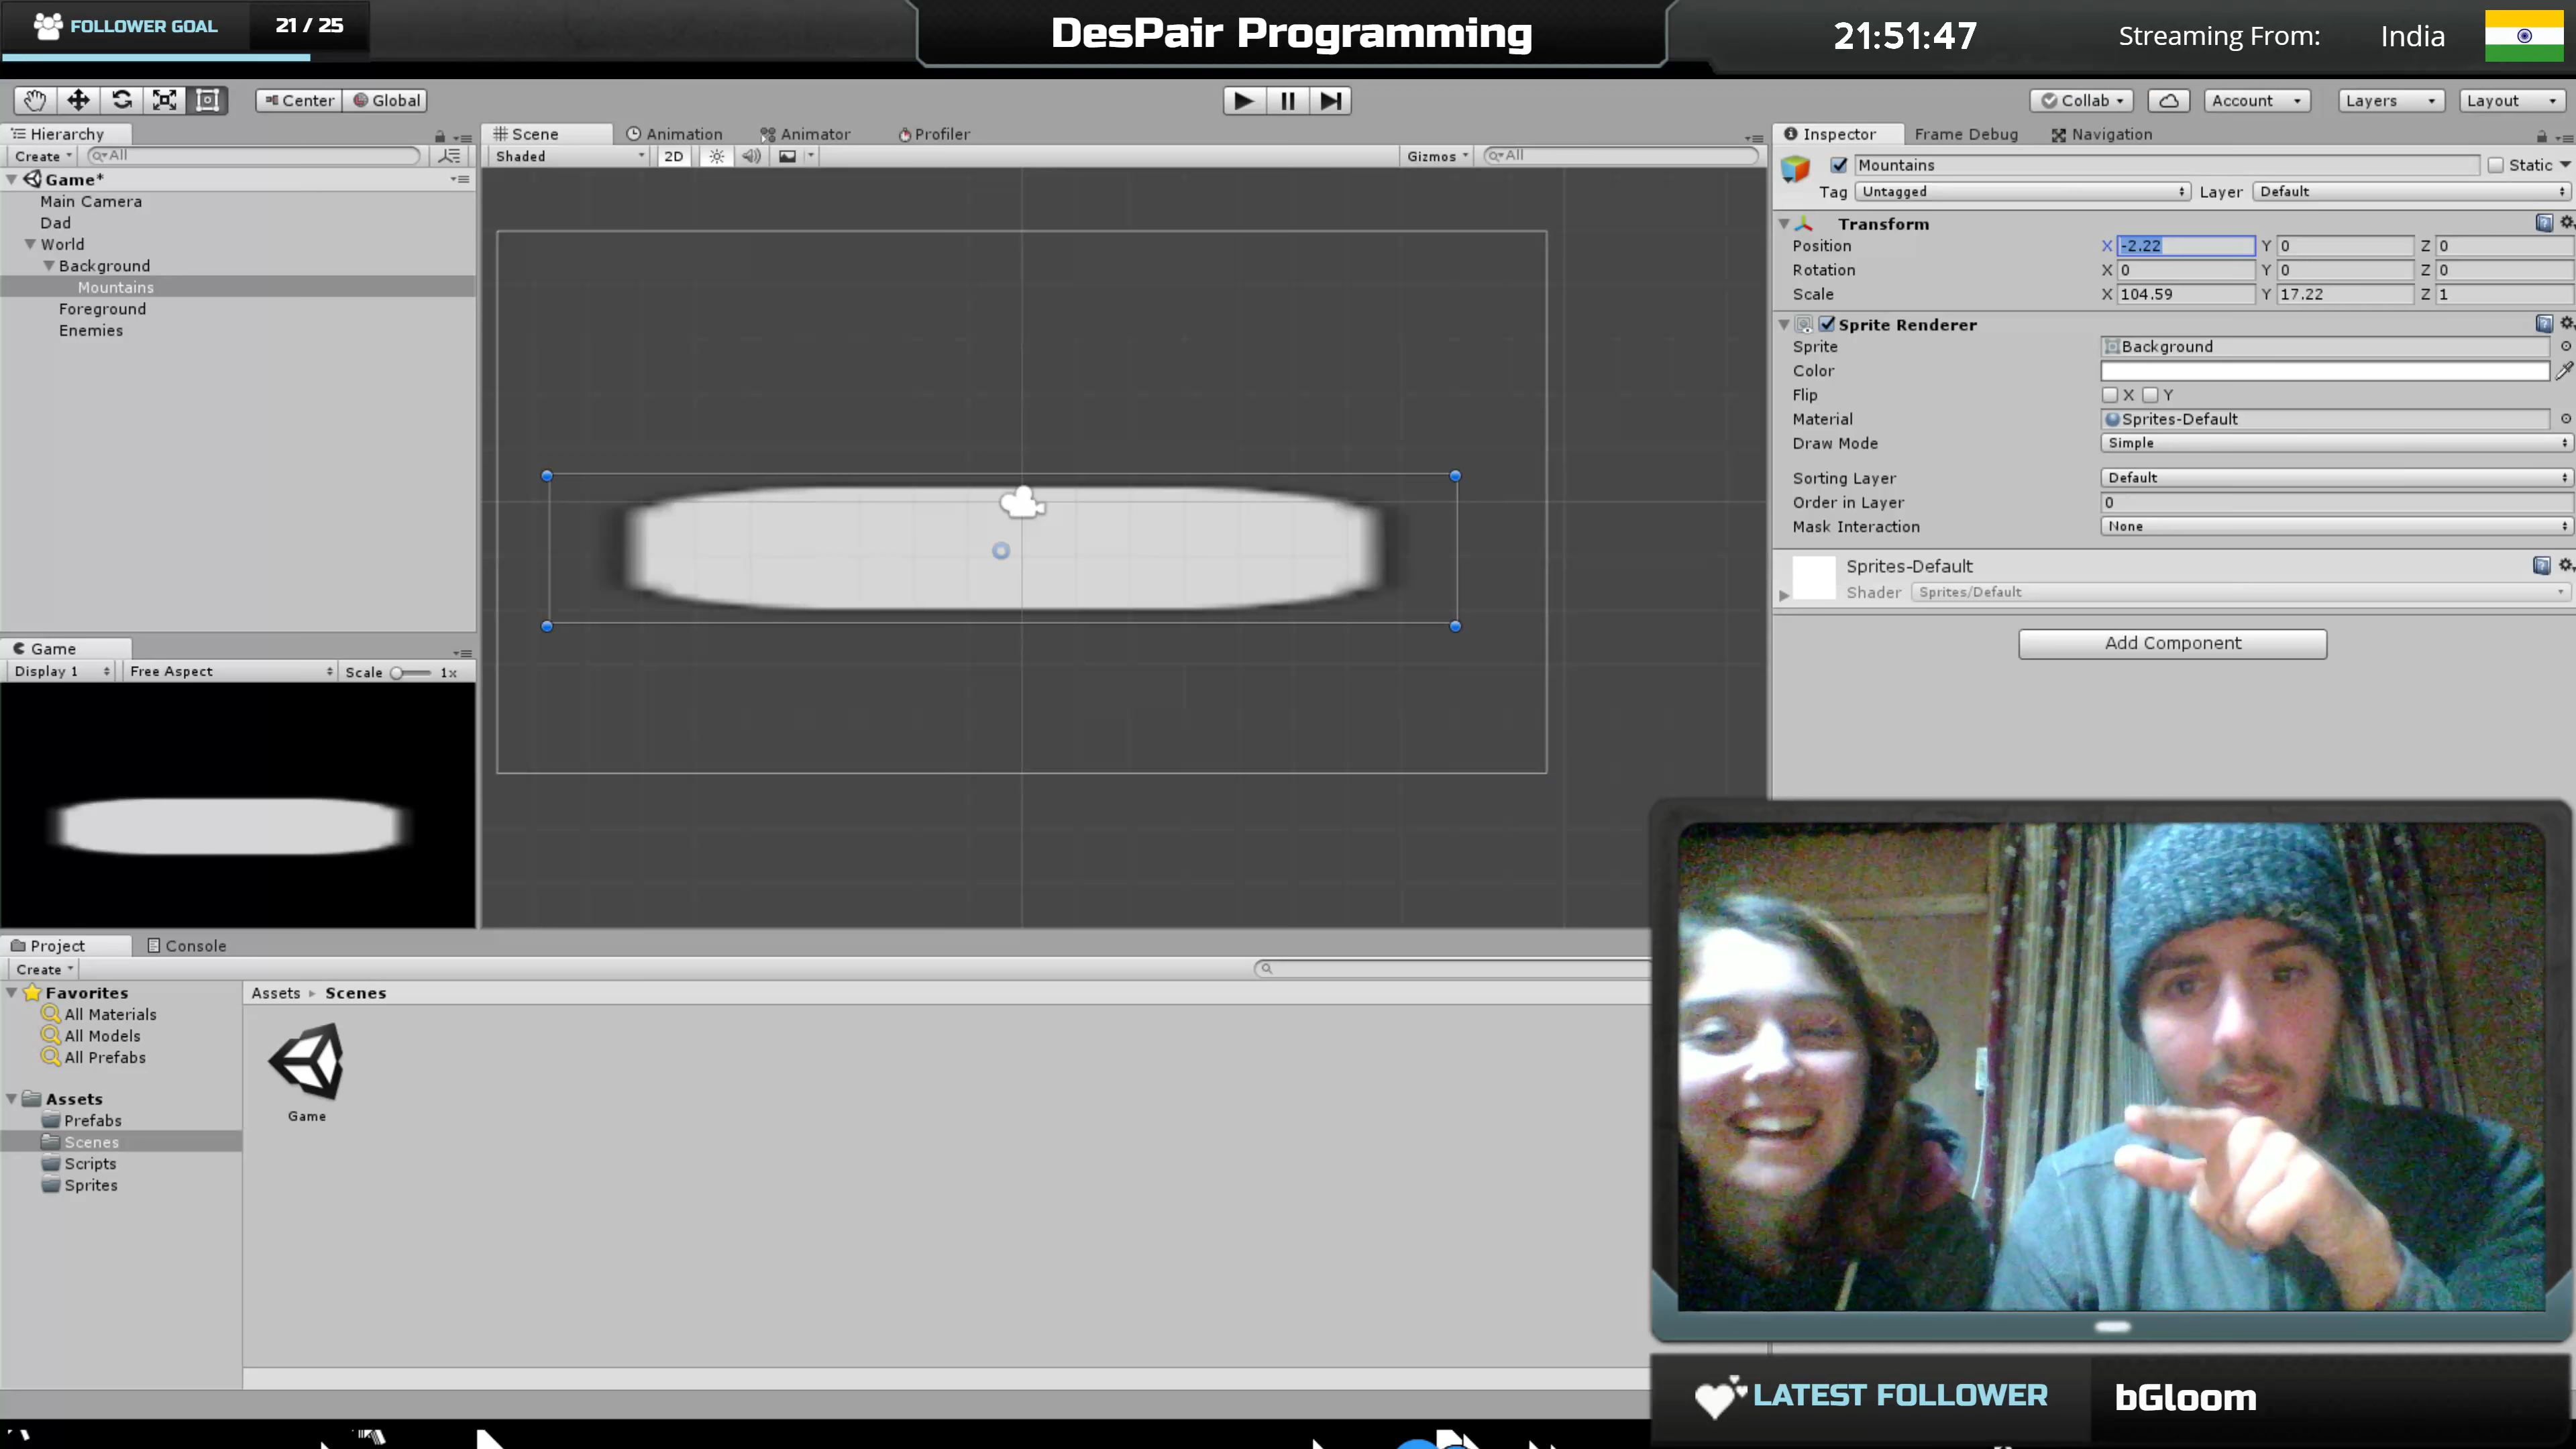 FOLLOWER GOAL 21 / 25
DesPair Programming
21:51:47
Streaming From: India
Center Global
Collab Account Layers Layout
Hierarchy
Create All
Game*
Main Camera
Dad
World
Background
Mountains
Foreground
Enemies
Scene Animation Animator Profiler
Shaded 2D Gizmos All
Inspector Frame Debug Navigation
Mountains Static
Tag Untagged Layer Default
Transform
Position X -2.22 Y 0 Z 0
Rotation X 0 Y 0 Z 0
Scale X 104.59 Y 17.22 Z 1
Sprite Renderer
Sprite Background
Color
Flip X Y
Material Sprites-Default
Draw Mode Simple
Sorting Layer Default
Order in Layer 0
Mask Interaction None
Sprites-Default
Shader Sprites/Default
Add Component
Game
Display 1 Free Aspect Scale 1x
Project Console
Create
Favorites
All Materials
All Models
All Prefabs
Assets
Prefabs
Scenes
Scripts
Sprites
Assets Scenes
Game
LATEST FOLLOWER bGloom